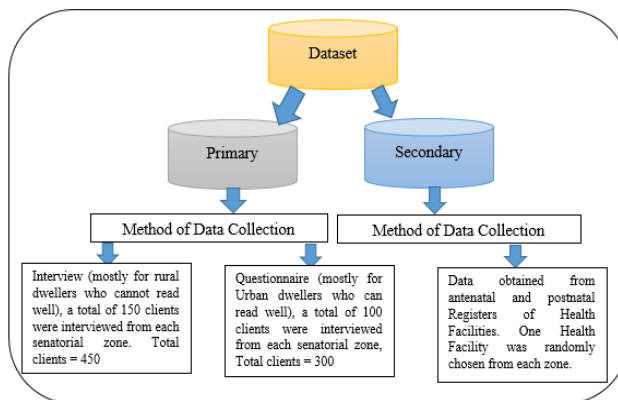 Dataset
Primary
Secondary
Method of Data Collection
Method of Data Collection
Interview (mostly for rural
dwellers who cannot read
well), a total of 150 clients
were interviewed from each
senatorial zone. Total
clients = 450
Questionnaire (mostly for
Urban dwellers who can
read well), a total of 100
clients were interviewed
from each senatorial zone,
Total clients = 300
Data obtained from
antenatal and postnatal
Registers of Health
Facilities. One Health
Facility was randomly
chosen from each zone.